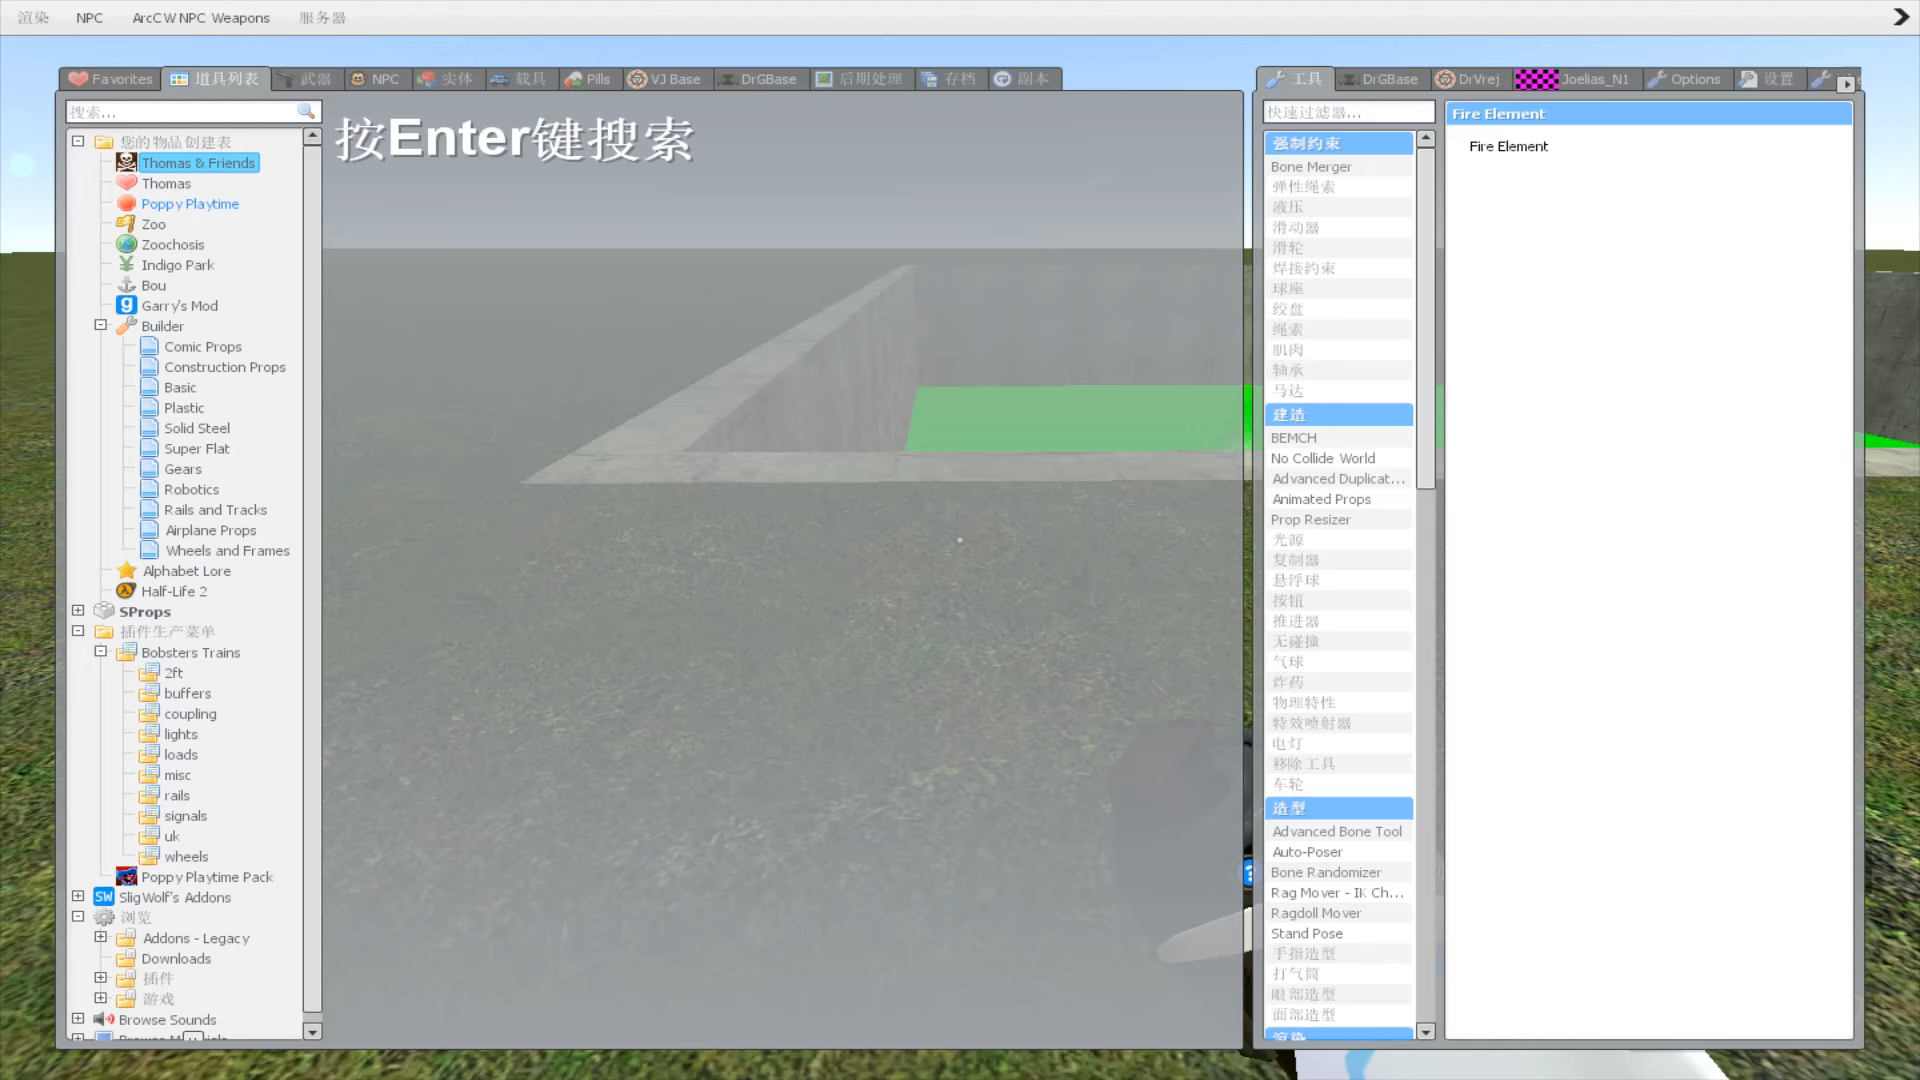 渲染 NPC ArcCW NPC Weapons 服务器
Favorites 道具列表 武器 NPC 实体 载具 Pills VJ Base DrGBase 后期处理 存档 副本
搜索...
您的物品创建表
Thomas & Friends
Thomas
Poppy Playtime
Zoo
Zoochosis
Indigo Park
Bou
Garry's Mod
Builder
Comic Props
Construction Props
Basic
Plastic
Solid Steel
Super Flat
Gears
Robotics
Rails and Tracks
Airplane Props
Wheels and Frames
Alphabet Lore
Half-Life 2
SProps
插件生产菜单
Bobsters Trains
2ft
buffers
coupling
lights
loads
misc
rails
signals
uk
wheels
Poppy Playtime Pack
SW SligWolf's Addons
浏览
Addons - Legacy
Downloads
插件
游戏
Browse Sounds
按Enter键搜索
工具 DrGBase DrVrej Joelias_N1 Options 设置
快速过滤器...
强制约束
Bone Merger
弹性绳索
液压
滑动器
滑轮
焊接约束
球座
绞盘
绳索
肌肉
轴承
马达
建造
BEMCH
No Collide World
Advanced Duplicat...
Animated Props
Prop Resizer
光源
复制器
悬浮球
按钮
推进器
无碰撞
气球
炸药
物理特性
特效喷射器
电灯
移除工具
车轮
造型
Advanced Bone Tool
Auto-Poser
Bone Randomizer
Rag Mover - IK Ch...
Ragdoll Mover
Stand Pose
手指造型
打气筒
眼部造型
面部造型
渲染
Fire Element
Fire Element